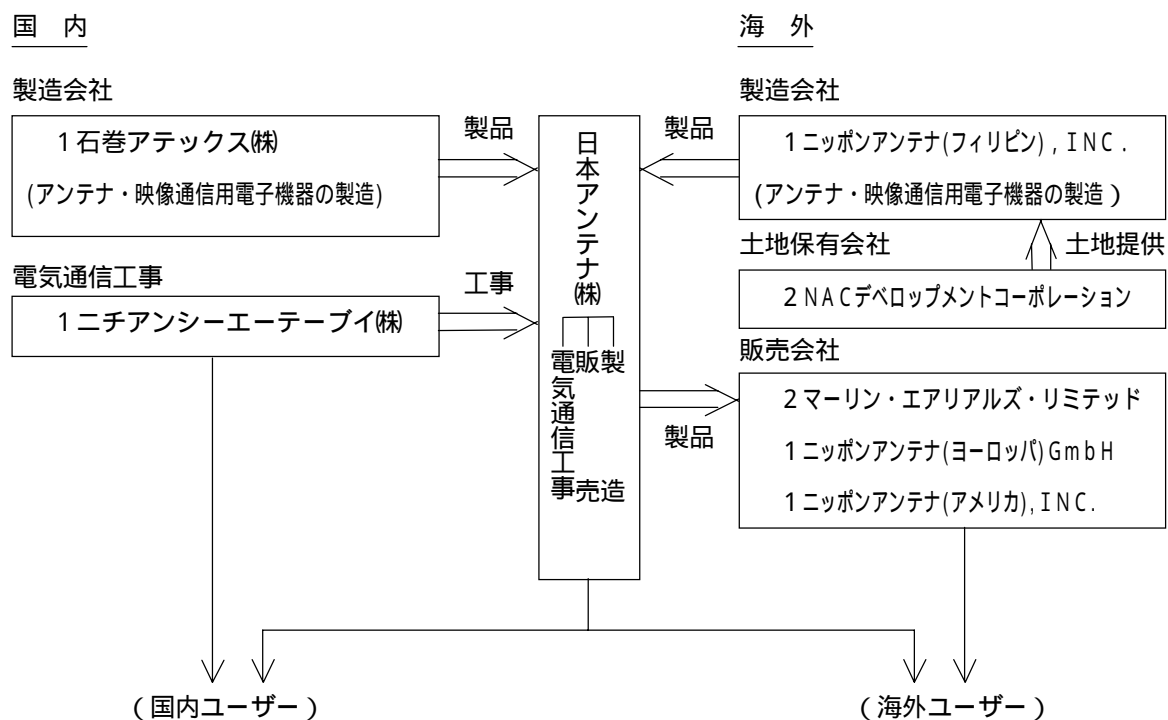 国　内
製造会社
1 石巻アテックス㈱
(アンテナ・映像通信用電子機器の製造)
製品
電気通信工事
1 ニチアンシーエーテーブイ㈱
工事
日本アンテナ㈱
電気通信工事
販売
製造
海　外
製造会社
1 ニッポンアンテナ(フィリピン) , INC .
(アンテナ・映像通信用電子機器の製造 )
製品
土地保有会社
土地提供
2 NACデベロップメントコーポレーション
販売会社
2 マーリン・エアリアルズ・リミテッド
1 ニッポンアンテナ(ヨーロッパ) GmbH
1 ニッポンアンテナ(アメリカ), INC.
製品
( 国内ユーザー )
( 海外ユーザー )